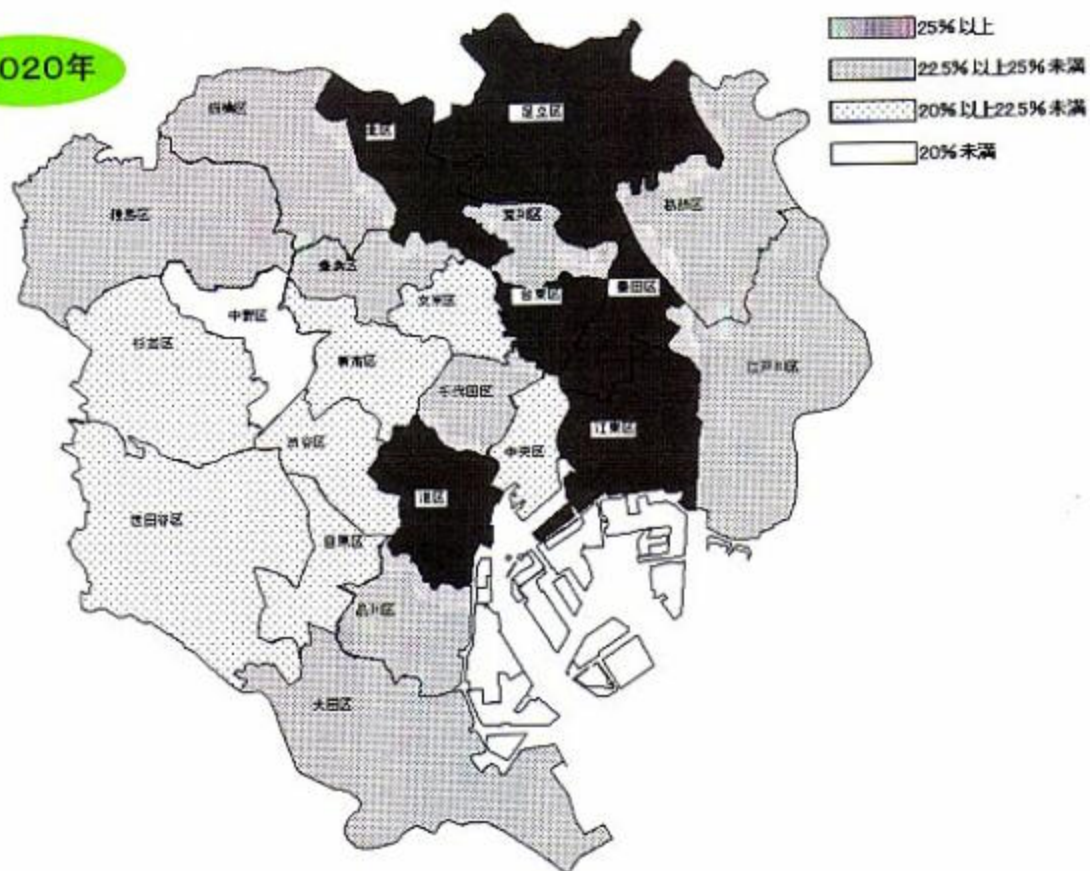 020年
25%以上
22.5%以上25%未満
20%以上22.5%未満
20%未満
板橋区
北区
足立区
練馬区
荒川区
葛飾区
豊島区
文京区
台東区
墨田区
中野区
杉並区
新宿区
千代田区
江戸川区
渋谷区
中央区
江東区
港区
世田谷区
目黒区
品川区
大田区